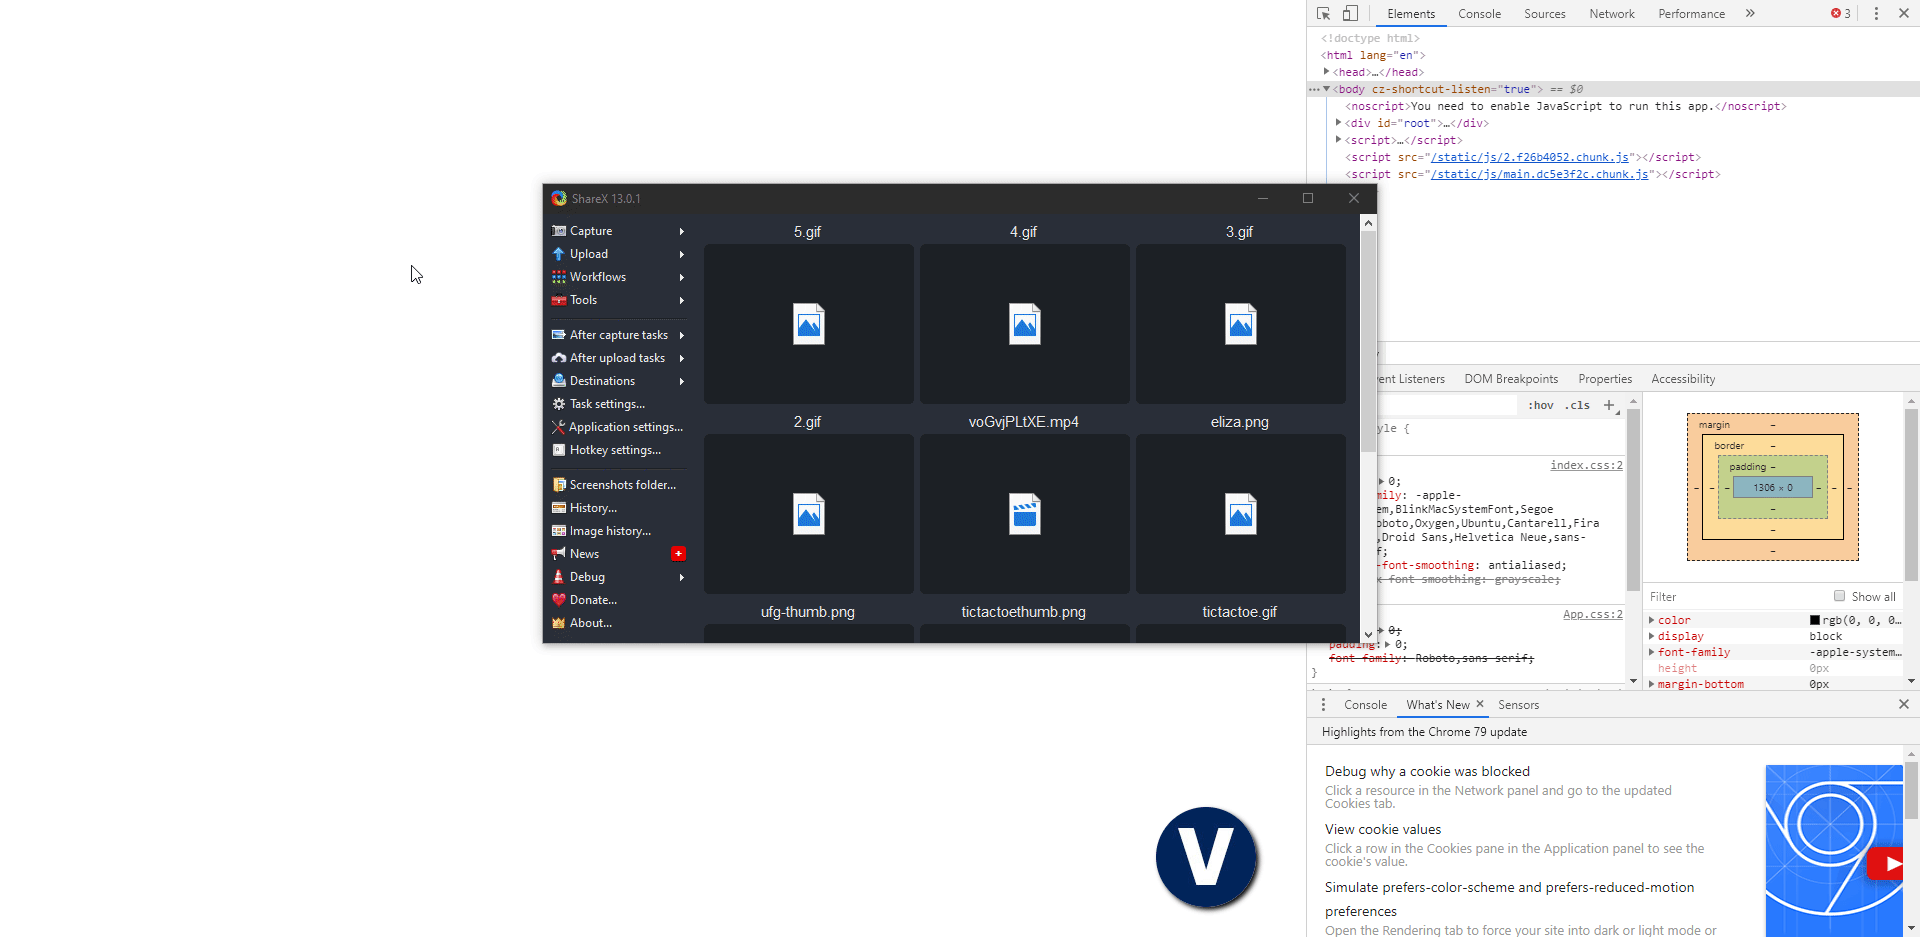 Elements
Console
Sources
Network
Performance
3
<!doctype html>
<html lang="en">
<head>…</head>
<body cz-shortcut-listen="true"> == $0
<noscript>You need to enable JavaScript to run this app.</noscript>
<div id="root">…</div>
<script>…</script>
<script src="/static/js/2.f26b4052.chunk.js"></script>
<script src="/static/js/main.dc5e3f2c.chunk.js"></script>
ShareX 13.0.1
Capture
Upload
Workflows
Tools
After capture tasks
After upload tasks
Destinations
Task settings...
Application settings...
Hotkey settings...
Screenshots folder...
History...
Image history...
News
Debug
Donate...
About...
5.gif
4.gif
3.gif
2.gif
voGvjPLtXE.mp4
eliza.png
ufg-thumb.png
tictactoethumb.png
tictactoe.gif
Listeners
DOM Breakpoints
Properties
Accessibility
:hov
.cls
{
index.css:2
0;
-apple-
BlinkMacSystemFont,Segoe
Oxygen,Ubuntu,Cantarell,Fira
,Droid Sans,Helvetica Neue,sans-
-font-smoothing: antialiased;
font-smoothing: grayscale;
App.css:2
0;
padding: 0;
font-family: Roboto,sans-serif;
}
margin
–
border
–
padding –
1306 × 0
–
–
–
–
–
–
–
–
–
Filter
Show all
color
rgb(0, 0, 0…
display
block
font-family
-apple-system…
height
0px
margin-bottom
0px
Console
What's New
Sensors
Highlights from the Chrome 79 update
Debug why a cookie was blocked
Click a resource in the Network panel and go to the updated
Cookies tab.
View cookie values
Click a row in the Cookies pane in the Application panel to see the
cookie's value.
Simulate prefers-color-scheme and prefers-reduced-motion
preferences
Open the Rendering tab to force your site into dark or light mode or
V